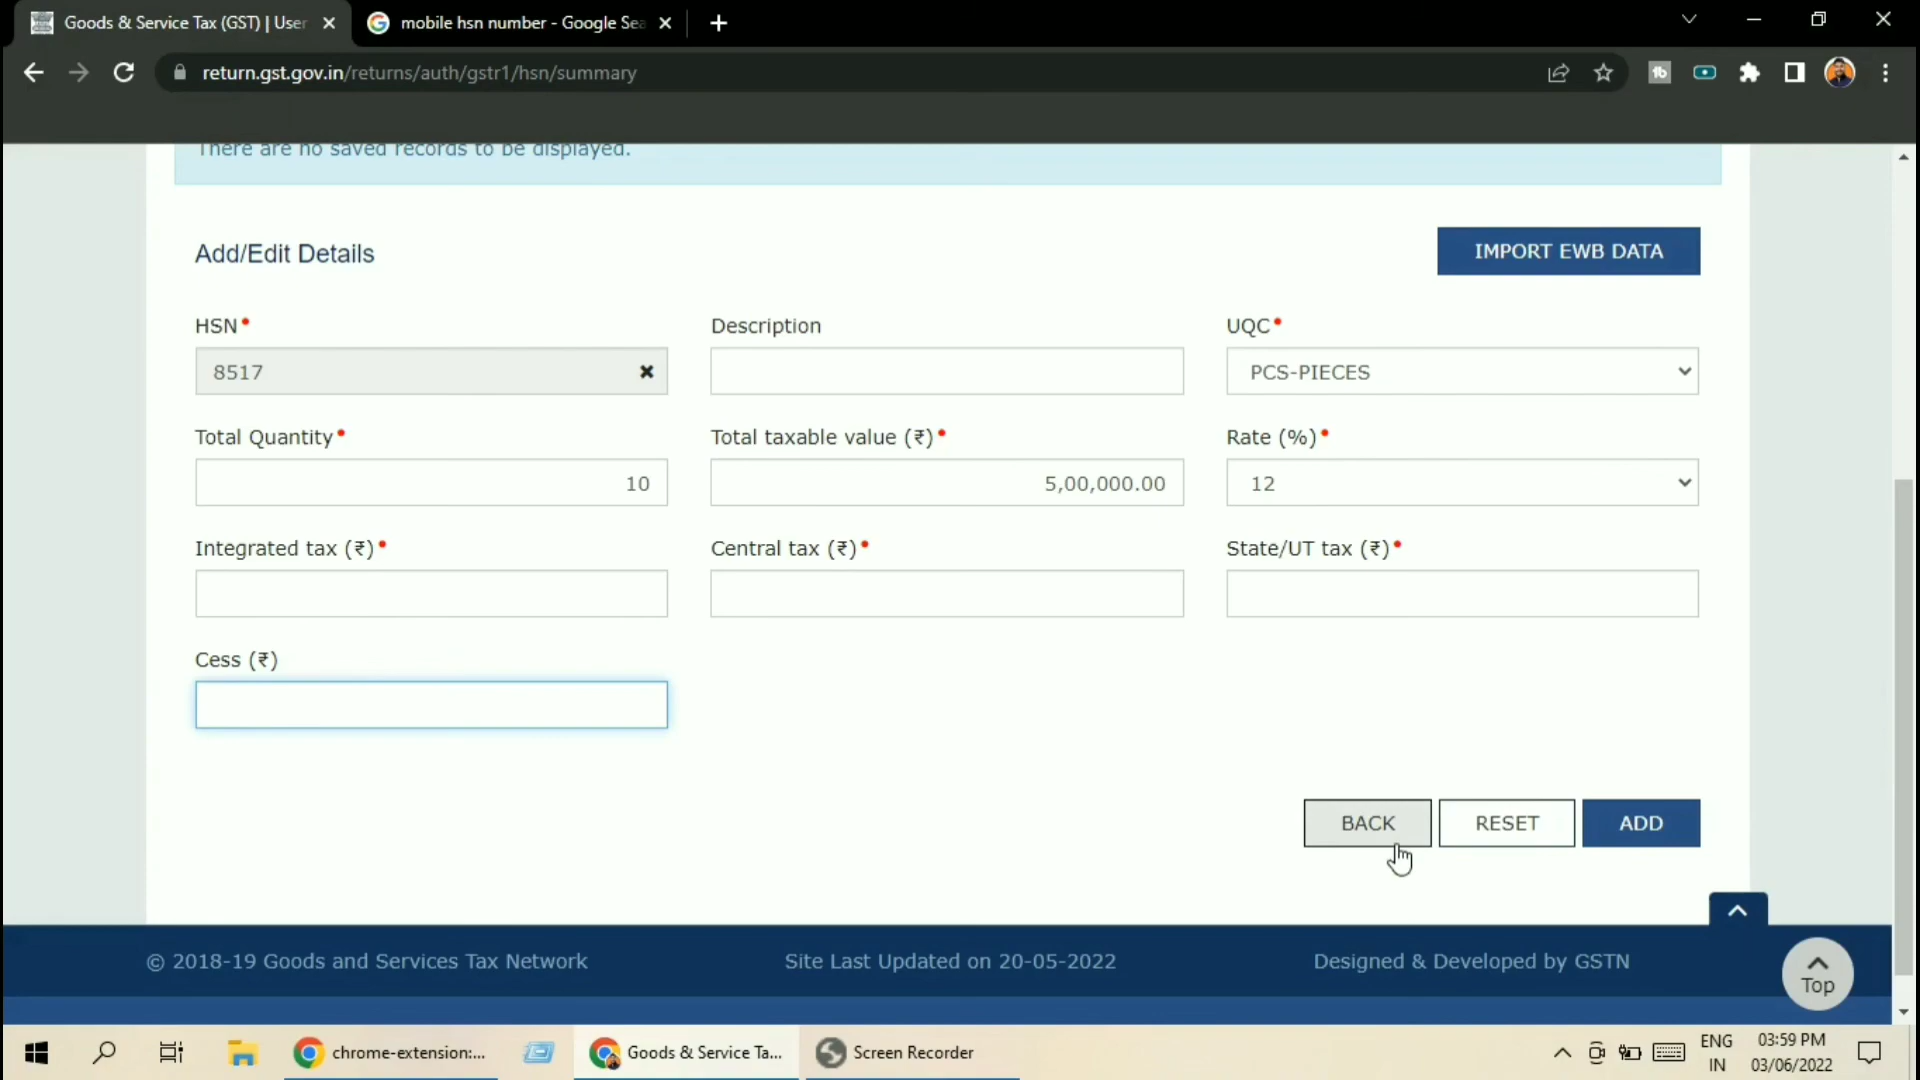 Goods & Service Tax (GST) | User
mobile hsn number - Google Sea
return.gst.gov.in/returns/auth/gstr1/hsn/summary
There are no saved records to be displayed.
Add/Edit Details
IMPORT EWB DATA
HSN•
Description
UQC•
8517
PCS-PIECES
Total Quantity•
Total taxable value (₹)•
Rate (%)•
10
5,00,000.00
12
Integrated tax (₹)•
Central tax (₹)•
State/UT tax (₹)•
Cess (₹)
BACK
RESET
ADD
© 2018-19 Goods and Services Tax Network
Site Last Updated on 20-05-2022
Designed & Developed by GSTN
Top
chrome-extension:...
Goods & Service Ta...
Screen Recorder
ENG
IN
03:59 PM
03/06/2022